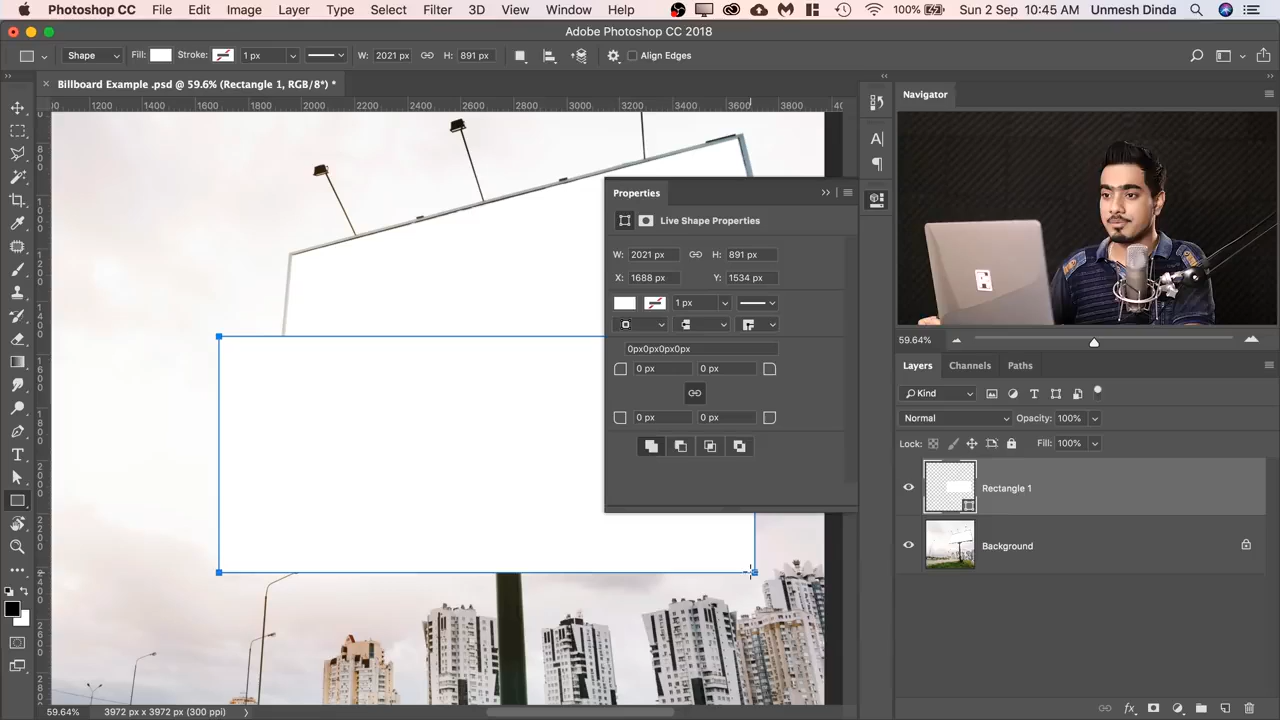 Photoshop CC File Edit Image Layer Type Select Filter 3D View Window Help 100% Sun 2 Sep 10:45 AM Unmesh Dinda
Adobe Photoshop CC 2018
Shape Fill: Stroke: 1 px W: 2021 px H: 891 px Align Edges
× Billboard Example .psd @ 59.6% (Rectangle 1, RGB/8*) *
1200 1400 1600 1800 2000 2200 2400 2600 2800 3000 3200 3400 3600 3800
Navigator
Properties
Live Shape Properties
W: 2021 px H: 891 px
X: 1688 px Y: 1534 px
1 px
0px0px0px0px
0 px 0 px
0 px 0 px
59.64%
Layers Channels Paths
Kind
Normal Opacity: 100%
Lock: Fill: 100%
Rectangle 1
Background
59.64% 3972 px x 3972 px (300 ppi)